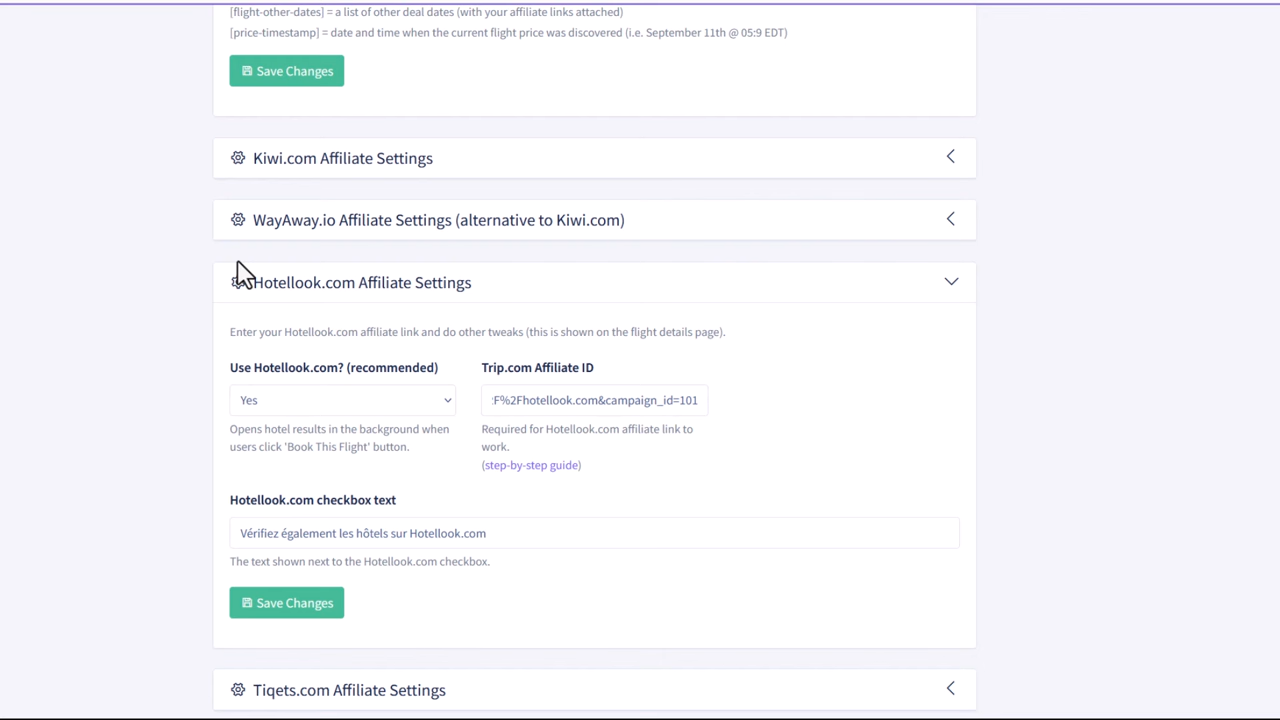 [flight-other-dates] = a list of other deal dates (with your affiliate links attached)
[price-timestamp] = date and time when the current flight price was discovered (i.e. September 11th @ 05:9 EDT)
Save Changes
Kiwi.com Affiliate Settings
WayAway.io Affiliate Settings (alternative to Kiwi.com)
Hotellook.com Affiliate Settings
Enter your Hotellook.com affiliate link and do other tweaks (this is shown on the flight details page).
Use Hotellook.com? (recommended)
Yes
Opens hotel results in the background when
users click 'Book This Flight' button.
Trip.com Affiliate ID
F%2Fhotellook.com&campaign_id=101
Required for Hotellook.com affiliate link to
work.
(step-by-step guide)
Hotellook.com checkbox text
Vérifiez également les hôtels sur Hotellook.com
The text shown next to the Hotellook.com checkbox.
Save Changes
Tiqets.com Affiliate Settings